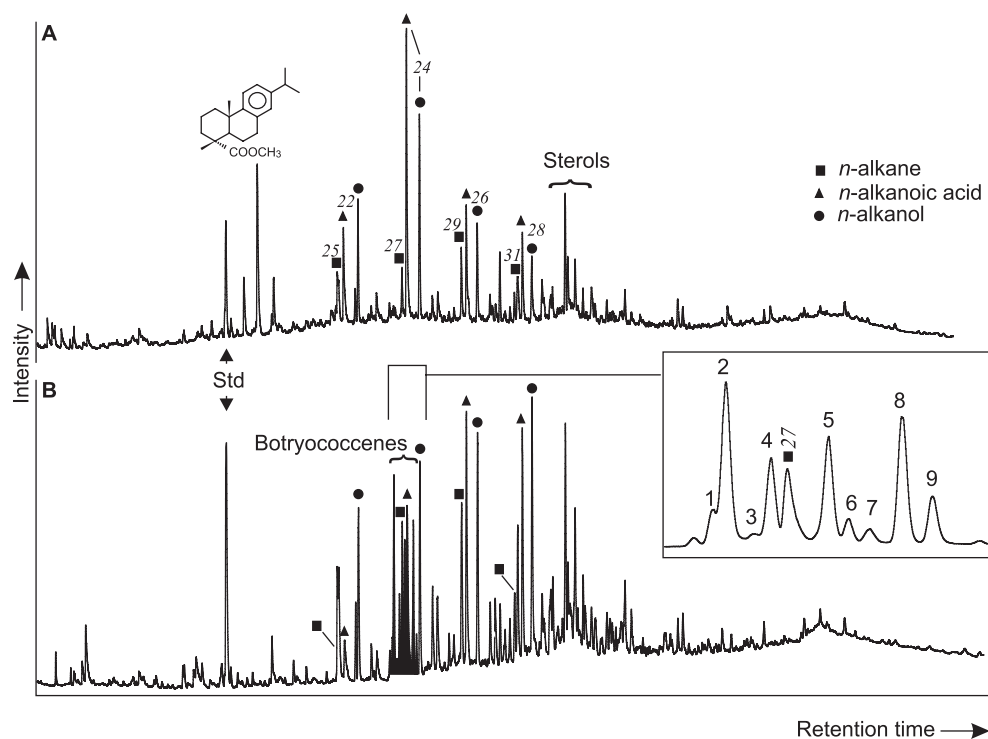 A
24
COOCH3
22
Sterols
n-alkane
n-alkanoic acid
n-alkanol
26
29
28
27
25
31
Intensity
Std
B
Botryococcenes
2
8
5
4
27
1
9
6
3
7
Retention time